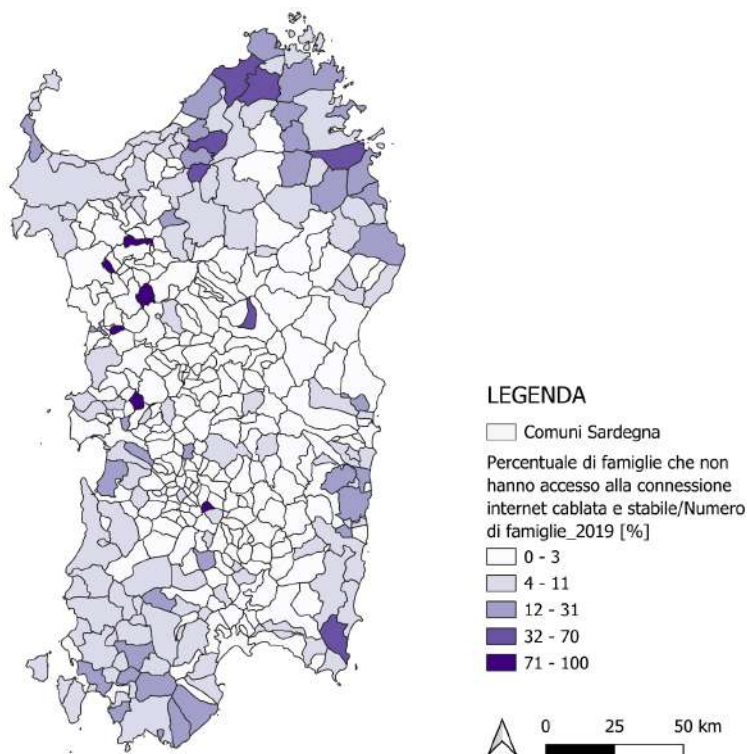 LEGENDA
Comuni Sardegna
Percentuale di famiglie che non
hanno accesso alla connessione
internet cablata e stabile/Numero
di famiglie_2019 [%]
0 - 3
4 - 11
12 - 31
32 - 70
71 - 100
0 25 50 km